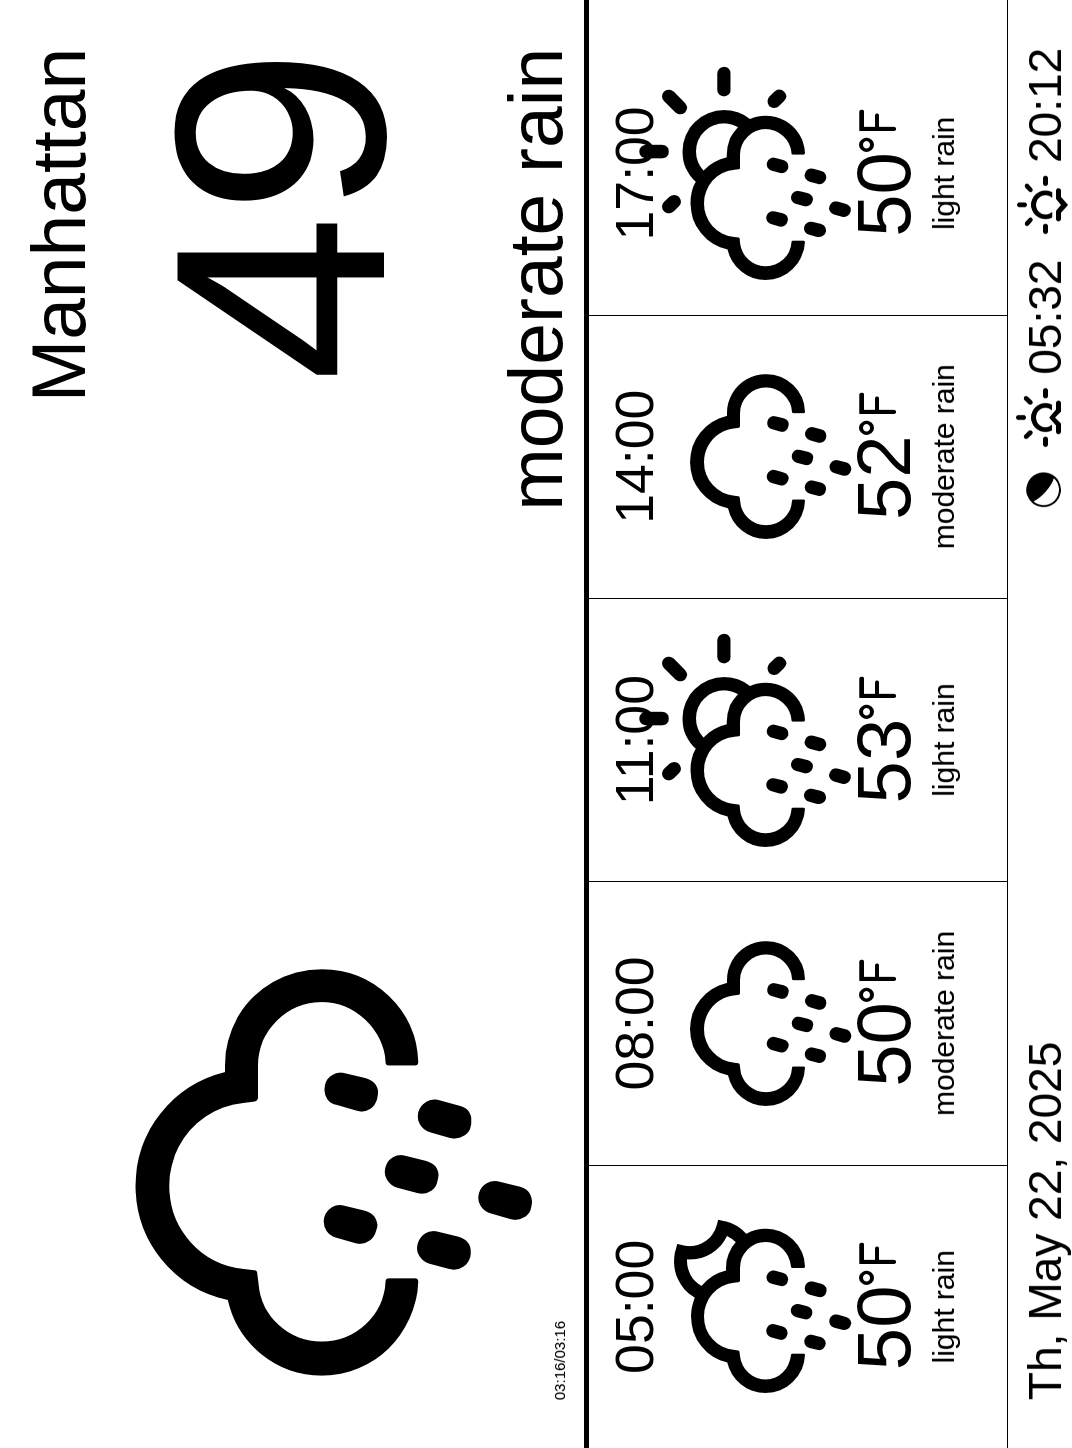 Manhattan
49
moderate rain
03:16/03:16
05:00
50°F
light rain
08:00
50°F
moderate rain
11:00
53°F
light rain
14:00
52°F
moderate rain
17:00
50°F
light rain
Th, May 22, 2025
05:32 20:12